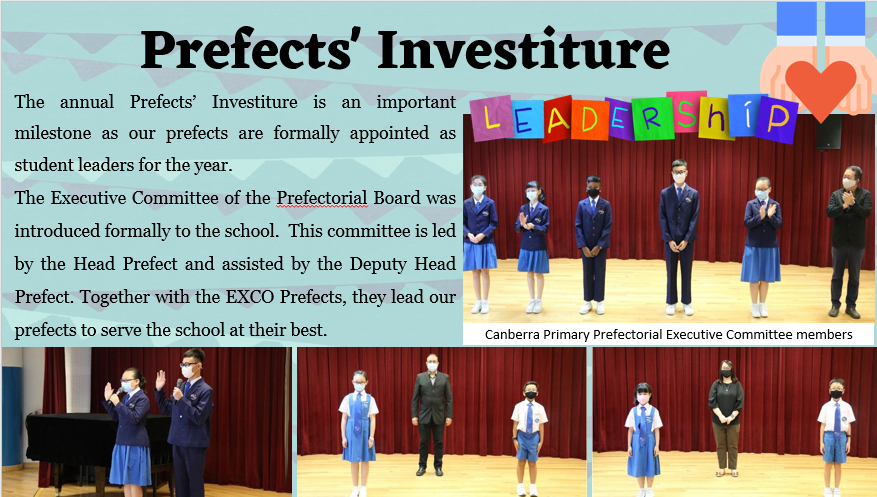 Prefects' Investiture
The annual Prefects’ Investiture is an important
milestone as our prefects are formally appointed as
student leaders for the year.
The Executive Committee of the Prefectorial Board was
introduced formally to the school. This committee is led
by the Head Prefect and assisted by the Deputy Head
Prefect. Together with the EXCO Prefects, they lead our
prefects to serve the school at their best.
LEADERShiP
Canberra Primary Prefectorial Executive Committee members